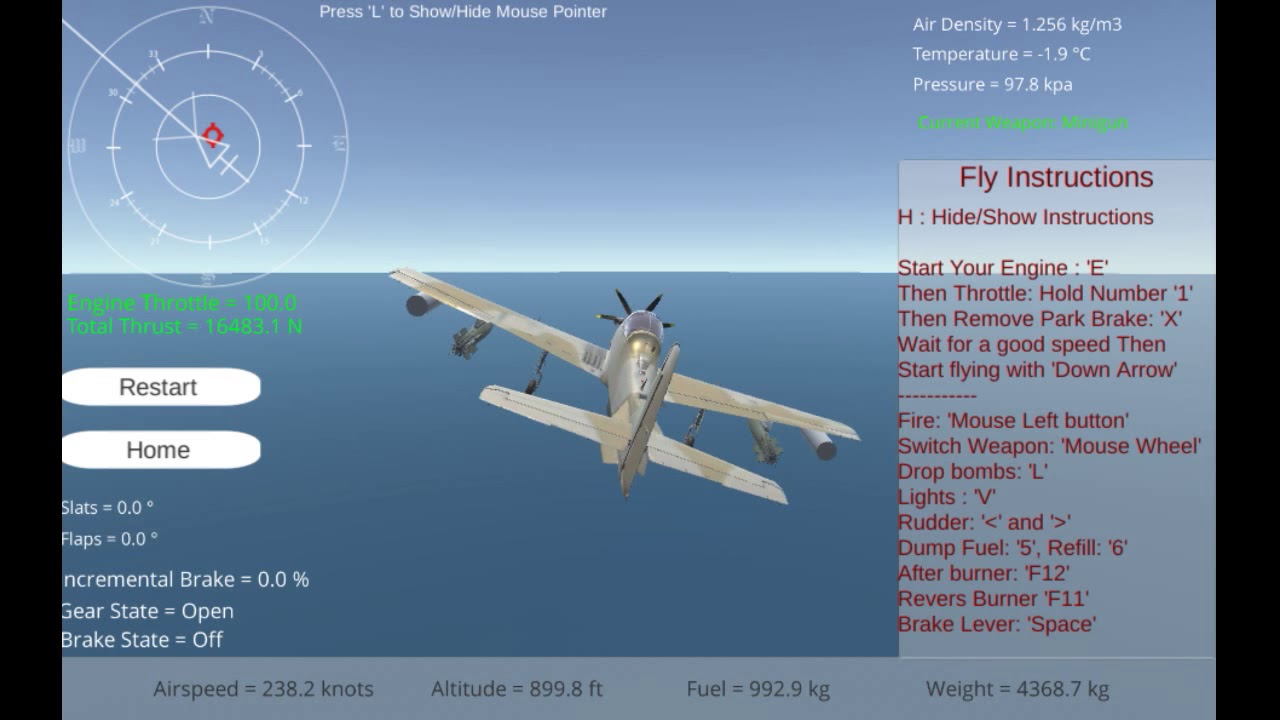 Press 'L' to Show/Hide Mouse Pointer
N
33
3
30
6
24
12
21
15
Air Density = 1.256 kg/m3
Temperature = -1.9 °C
Pressure = 97.8 kpa
Current Weapon: Minigun
Engine Throttle = 100.0
Total Thrust = 16483.1 N
Restart
Home
Slats = 0.0 °
Flaps = 0.0 °
ncremental Brake = 0.0 %
Gear State = Open
Brake State = Off
Fly Instructions
H : Hide/Show Instructions
Start Your Engine : 'E'
Then Throttle: Hold Number '1'
Then Remove Park Brake: 'X'
Wait for a good speed Then
Start flying with 'Down Arrow'
-----------
Fire: 'Mouse Left button'
Switch Weapon: 'Mouse Wheel'
Drop bombs: 'L'
Lights : 'V'
Rudder: '<' and '>'
Dump Fuel: '5', Refill: '6'
After burner: 'F12'
Revers Burner 'F11'
Brake Lever: 'Space'
Airspeed = 238.2 knots
Altitude = 899.8 ft
Fuel = 992.9 kg
Weight = 4368.7 kg